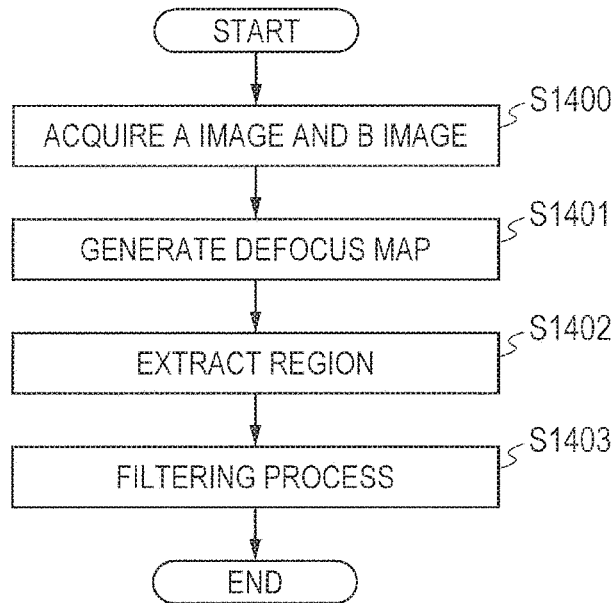 START
S1400
ACQUIRE A IMAGE AND B IMAGE
S1401
GENERATE DEFOCUS MAP
S1402
EXTRACT REGION
S1403
FILTERING PROCESS
END